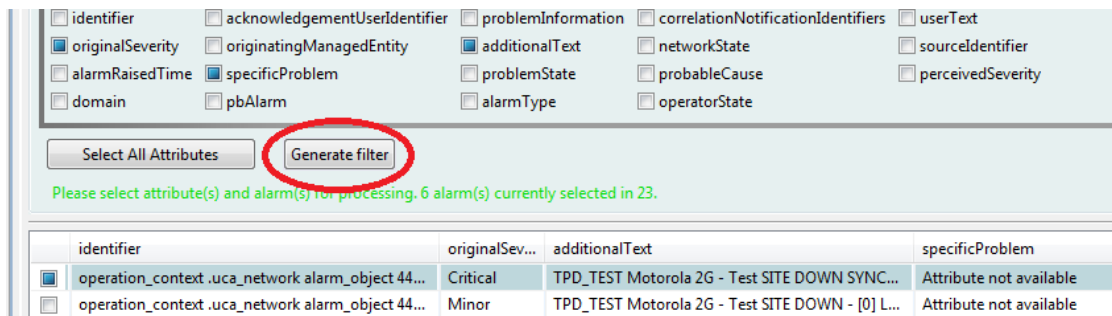 identifier acknowledgementUserIdentifier problemInformation correlationNotificationIdentifiers userText
originalSeverity originatingManagedEntity additionalText networkState sourceIdentifier
alarmRaisedTime specificProblem problemState probableCause perceivedSeverity
domain pbAlarm alarmType operatorState
Select All Attributes Generate filter
Please select attribute(s) and alarm(s) for processing. 6 alarm(s) currently selected in 23.
identifier originalSev... additionalText specificProblem
operation_context .uca_network alarm_object 44... Critical TPD_TEST Motorola 2G - Test SITE DOWN SYNC... Attribute not available
operation_context .uca_network alarm_object 44... Minor TPD_TEST Motorola 2G - Test SITE DOWN - [0] L... Attribute not available